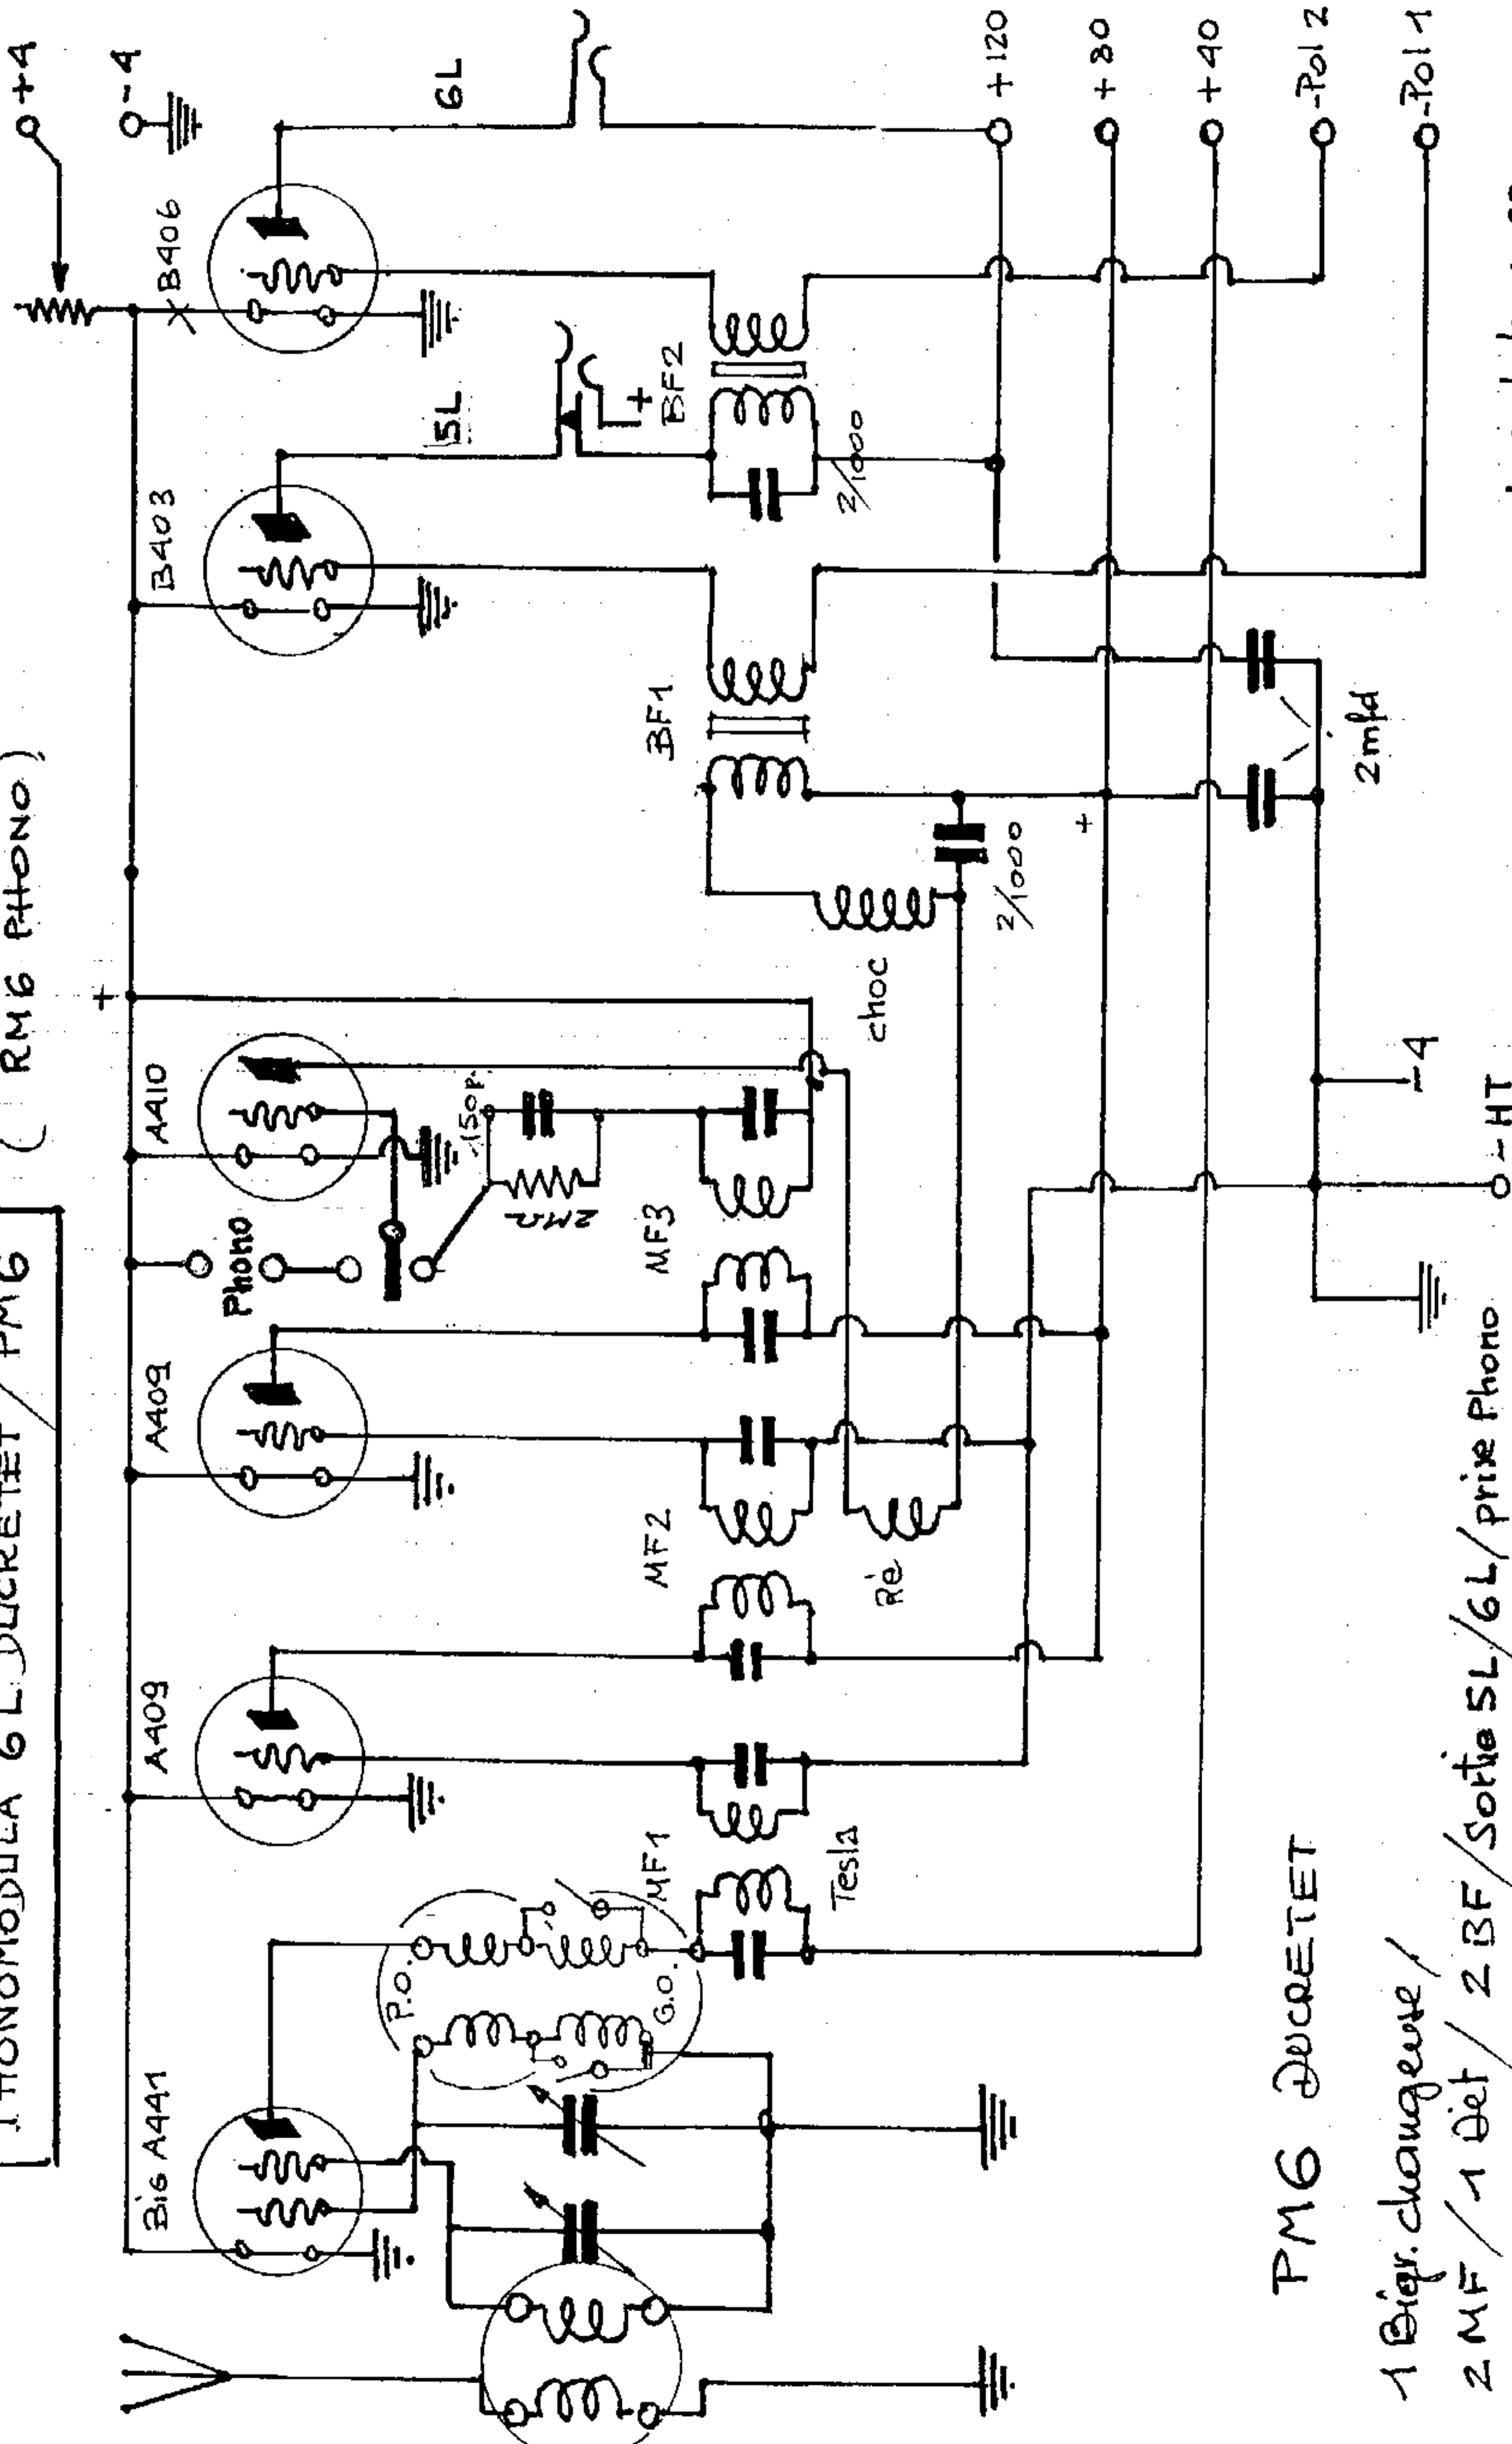 6L DUCRETET / PM6 ( RM6 PHONO )
+4
-4
Big A441
A409
A409
A410
B403
B406
+
Phono
5L
6L
P.O.
G.O.
150p.
2MΩ
+
MF1
MF2
MF3
BF1
BF2
Tesla
Ré
choc
2/1000
2/1000
+
+120
+80
+40
-Pol 2
-Pol 1
2mfd
-4
-HT
PM6 DUCRETET
1 Bigr. changeuse /
2 MF / 1 Dét / 2 BF / Sortie 5L / 6L / prise Phono